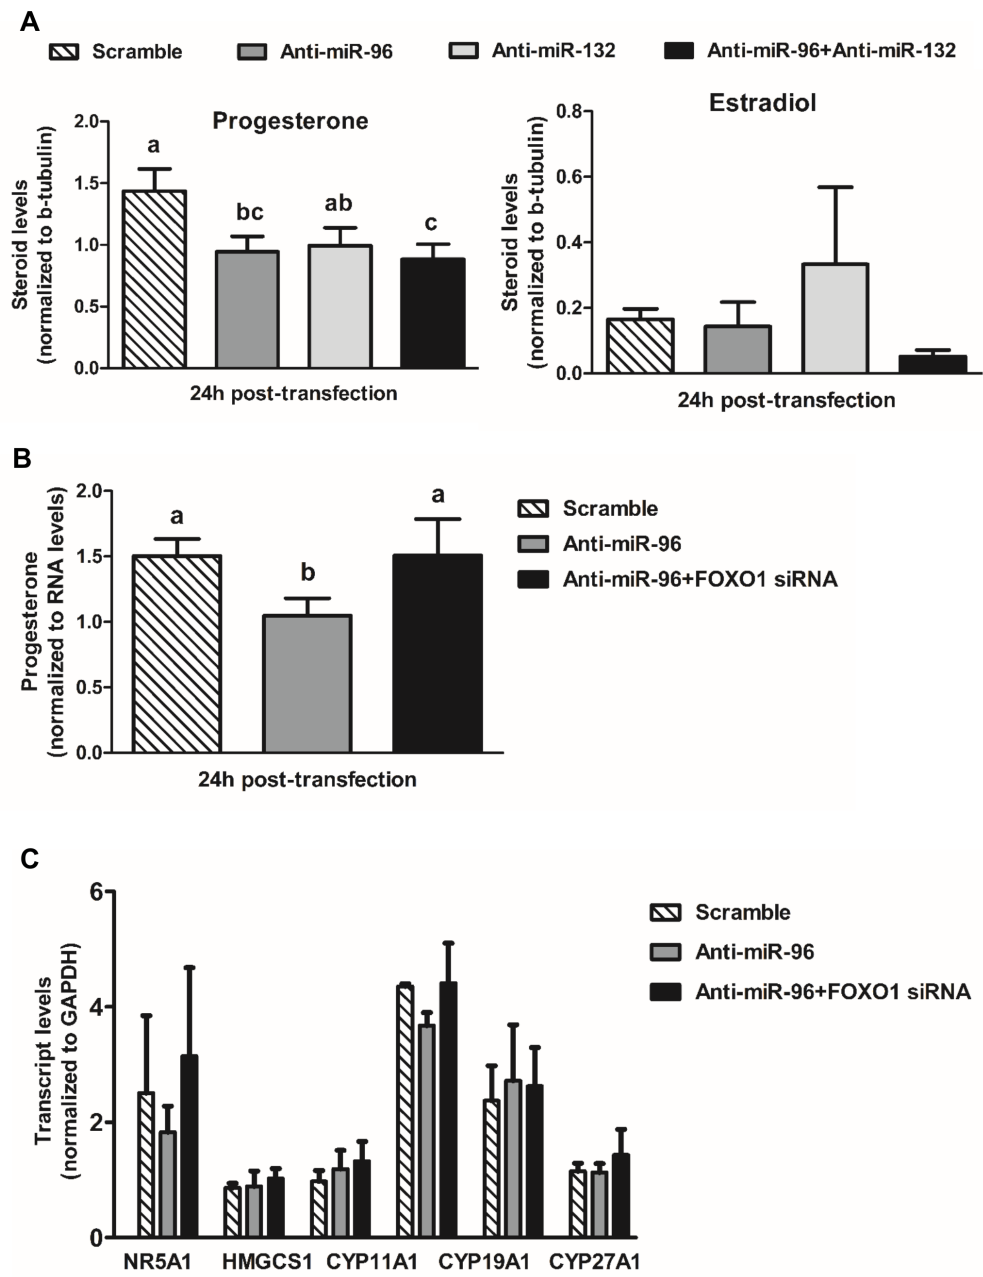 A
Scramble Anti-miR-96 Anti-miR-132 Anti-miR-96+Anti-miR-132
Progesterone
Steroid levels
(normalized to b-tubulin)
2.0
1.5
1.0
0.5
0.0
a
bc
ab
c
24h post-transfection
Estradiol
Steroid levels
(normalized to b-tubulin)
0.8
0.6
0.4
0.2
0.0
24h post-transfection
B
Progesterone
(normalized to RNA levels)
2.0
1.5
1.0
0.5
0.0
a
b
a
24h post-transfection
Scramble
Anti-miR-96
Anti-miR-96+FOXO1 siRNA
C
Transcript levels
(normalized to GAPDH)
6
4
2
0
NR5A1 HMGCS1 CYP11A1 CYP19A1 CYP27A1
Scramble
Anti-miR-96
Anti-miR-96+FOXO1 siRNA